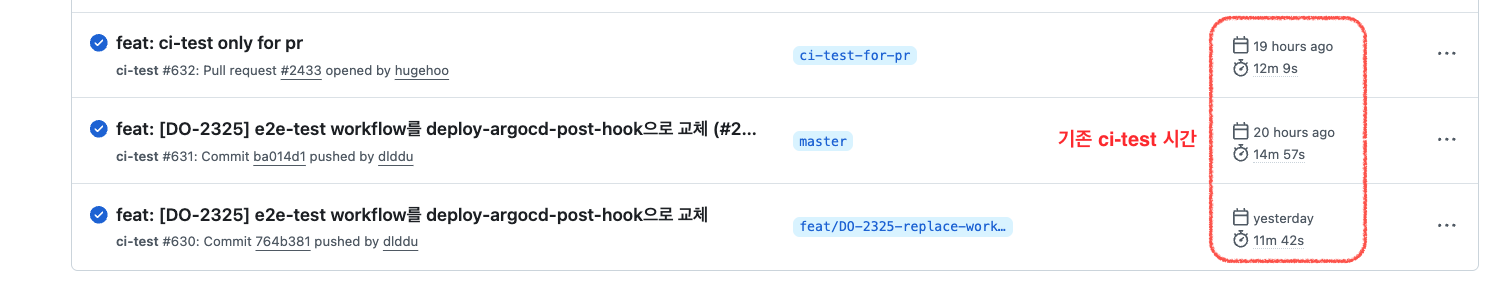 feat: ci-test only for pr
ci-test #632: Pull request #2433 opened by hugehoo
ci-test-for-pr
19 hours ago
12m 9s
feat: [DO-2325] e2e-test workflow를 deploy-argocd-post-hook으로 교체 (#2...
ci-test #631: Commit ba014d1 pushed by dlddu
master
기존 ci-test 시간
20 hours ago
14m 57s
feat: [DO-2325] e2e-test workflow를 deploy-argocd-post-hook으로 교체
ci-test #630: Commit 764b381 pushed by dlddu
feat/DO-2325-replace-work…
yesterday
11m 42s